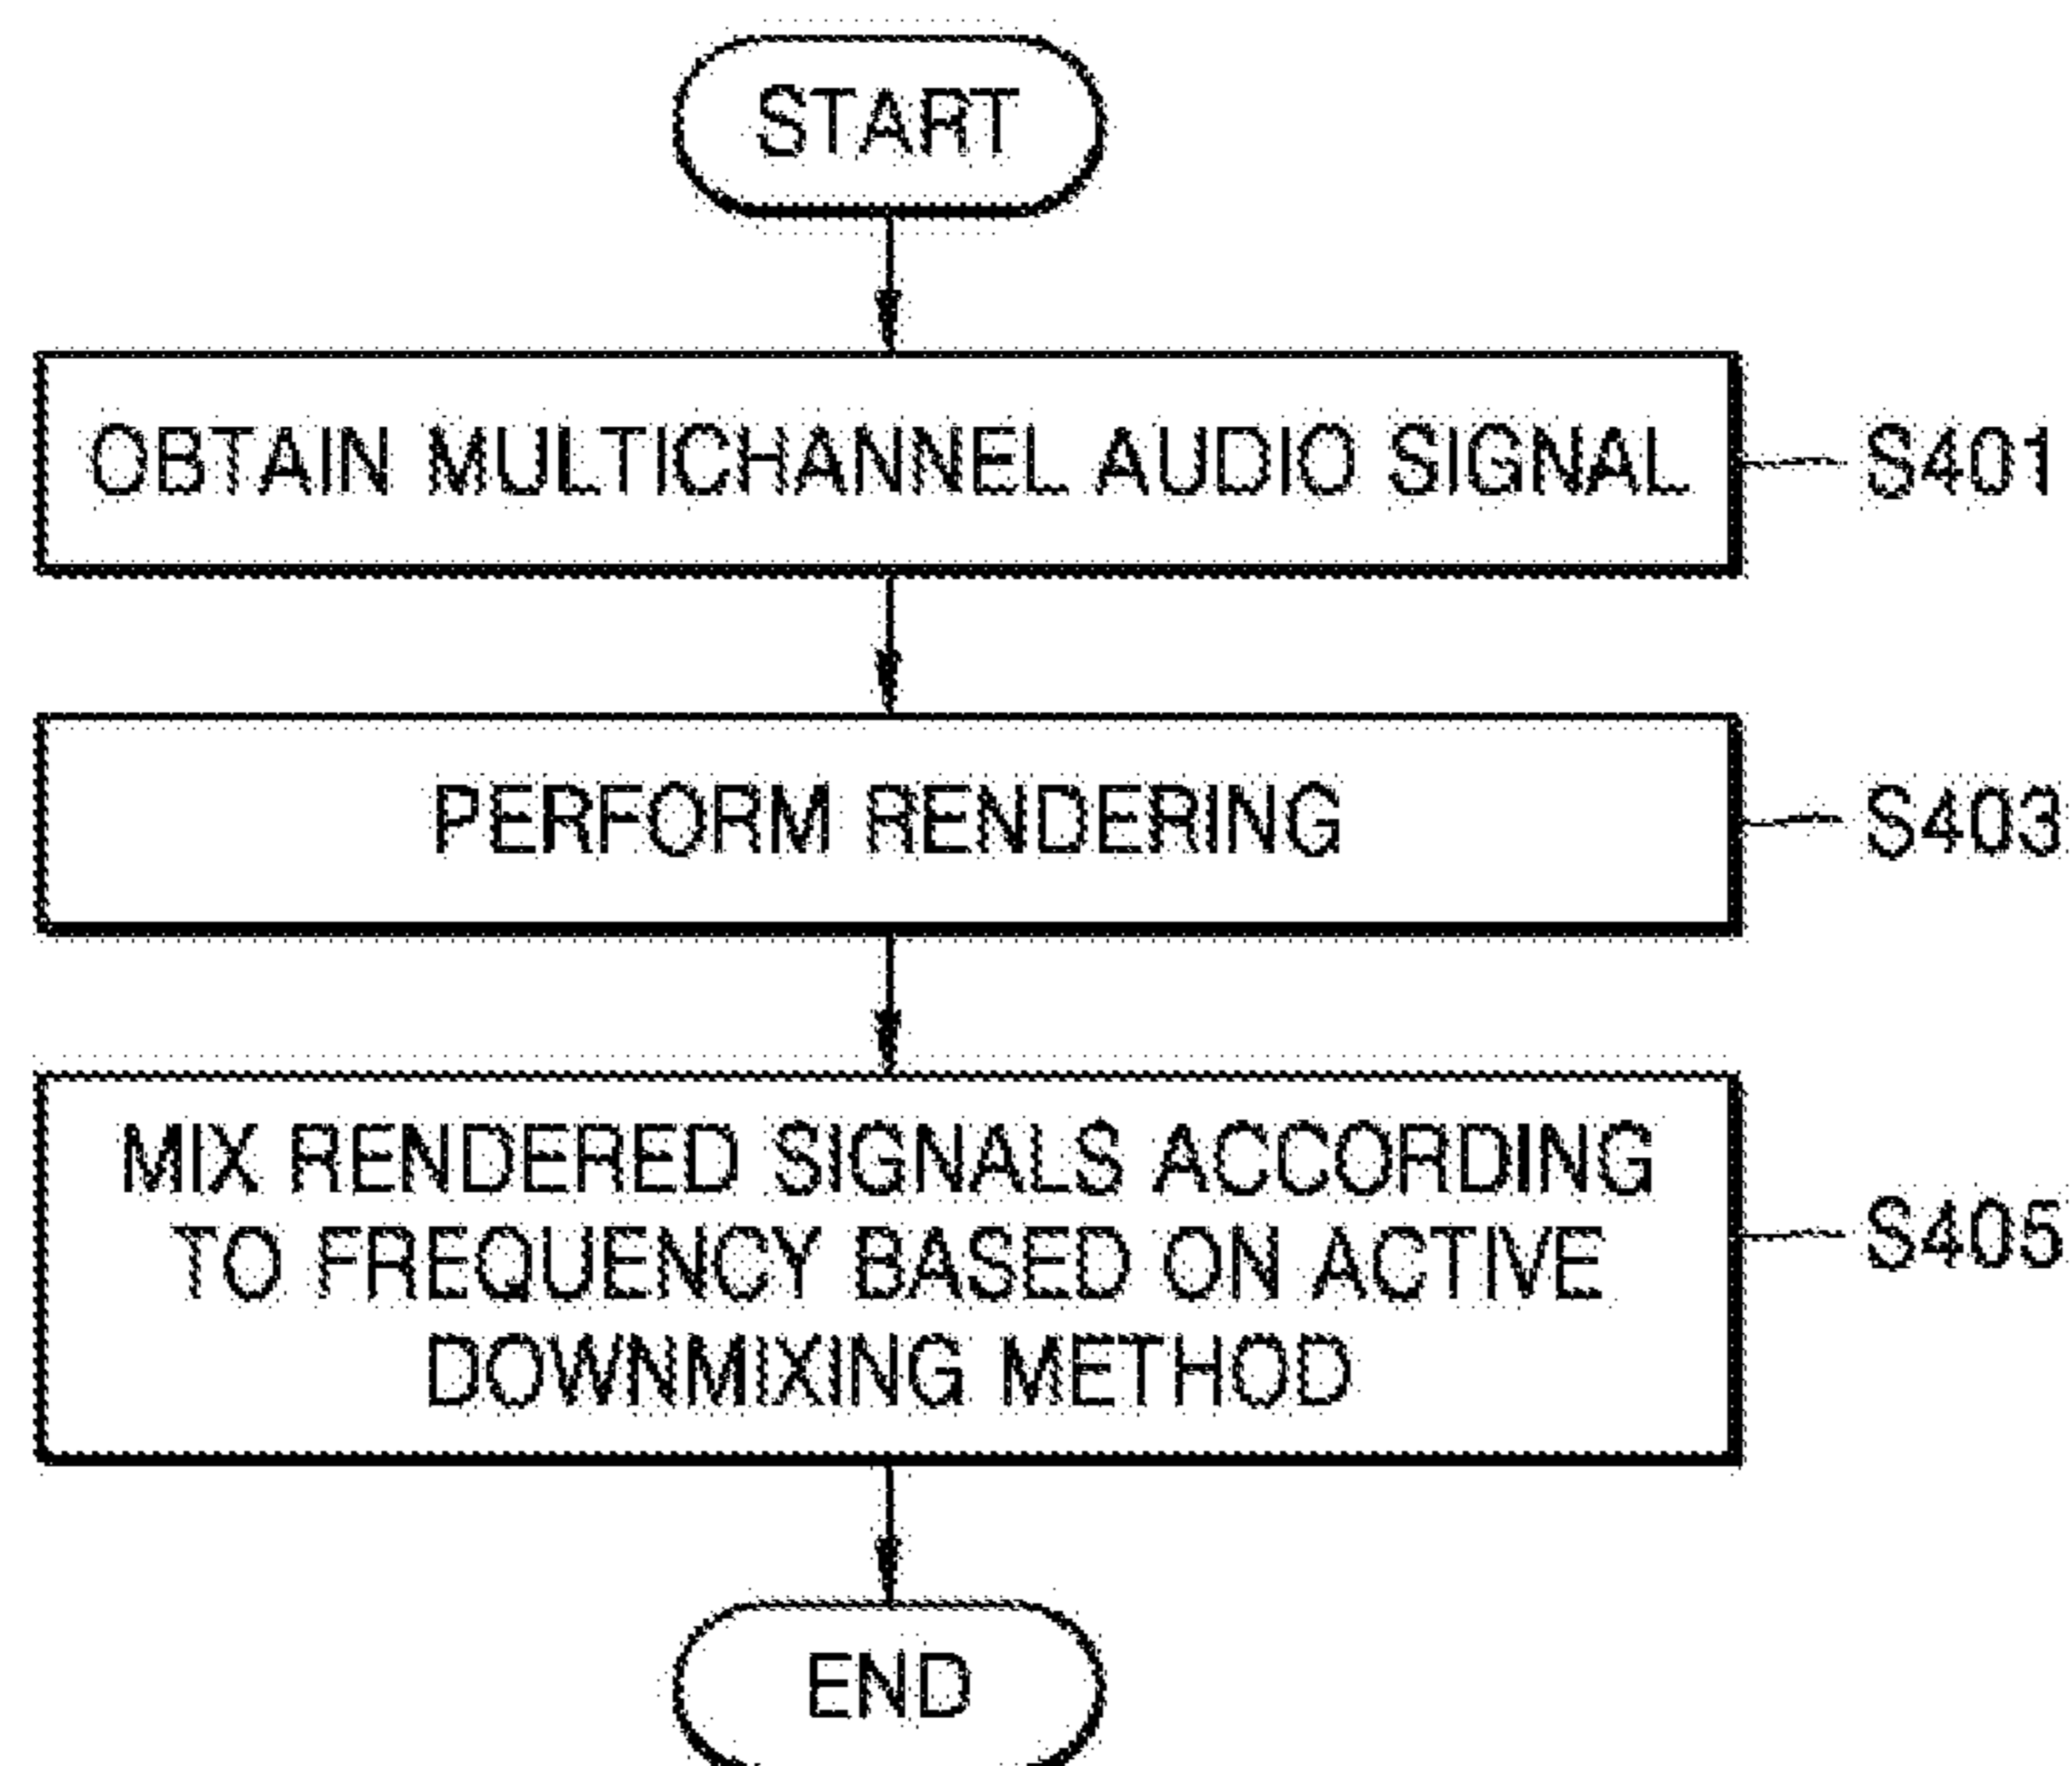 START
OBTAIN MULTICHANNEL AUDIO SIGNAL
S401
PERFORM RENDERING
S403
MIX RENDERED SIGNALS ACCORDING
TO FREQUENCY BASED ON ACTIVE
DOWNMIXING METHOD
S405
END